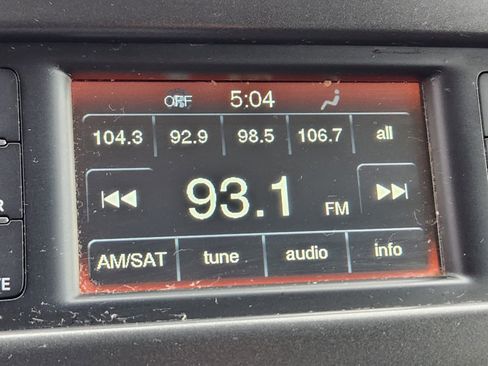 OFF 5:04
104.3 92.9 98.5 106.7 all
93.1 FM
AM/SAT tune audio info
R
TE